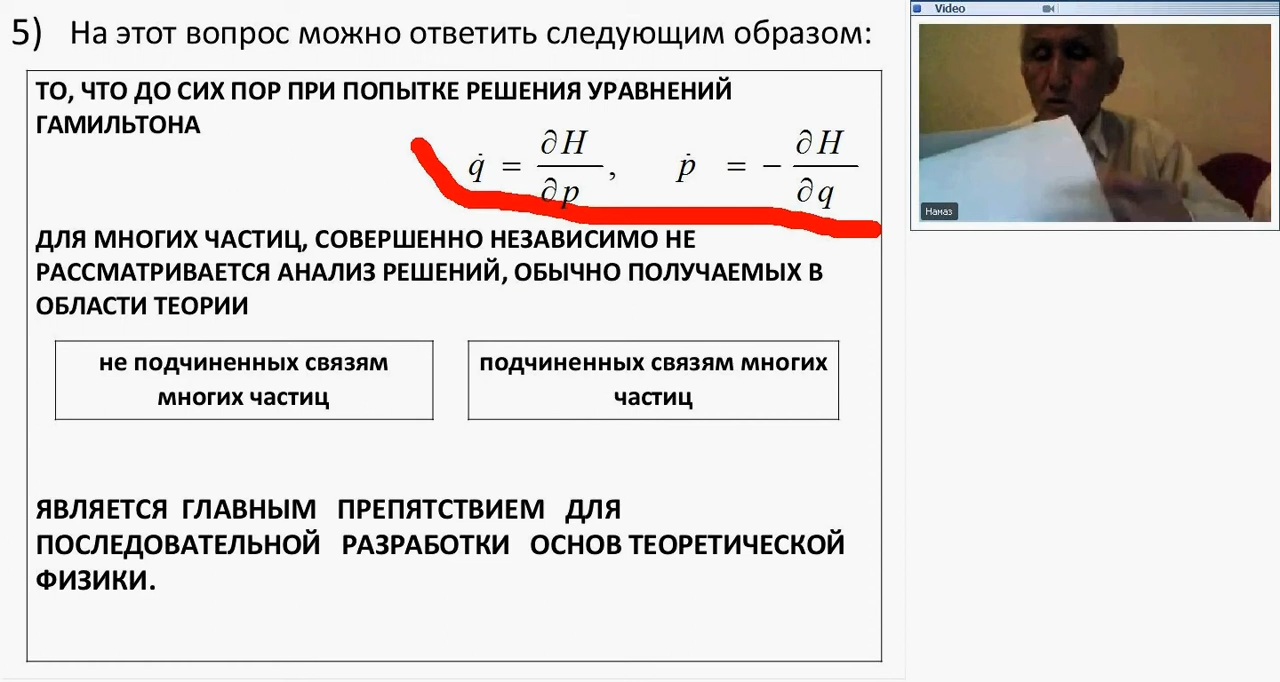 5) На этот вопрос можно ответить следующим образом:
ТО, ЧТО ДО СИХ ПОР ПРИ ПОПЫТКЕ РЕШЕНИЯ УРАВНЕНИЙ
ГАМИЛЬТОНА
q̇ = ∂H/∂p, ṗ = −∂H/∂q
ДЛЯ МНОГИХ ЧАСТИЦ, СОВЕРШЕННО НЕЗАВИСИМО НЕ
РАССМАТРИВАЕТСЯ АНАЛИЗ РЕШЕНИЙ, ОБЫЧНО ПОЛУЧАЕМЫХ В
ОБЛАСТИ ТЕОРИИ
не подчиненных связям
многих частиц
подчиненных связям многих
частиц
ЯВЛЯЕТСЯ ГЛАВНЫМ ПРЕПЯТСТВИЕМ ДЛЯ
ПОСЛЕДОВАТЕЛЬНОЙ РАЗРАБОТКИ ОСНОВ ТЕОРЕТИЧЕСКОЙ
ФИЗИКИ.
Video
Намаз